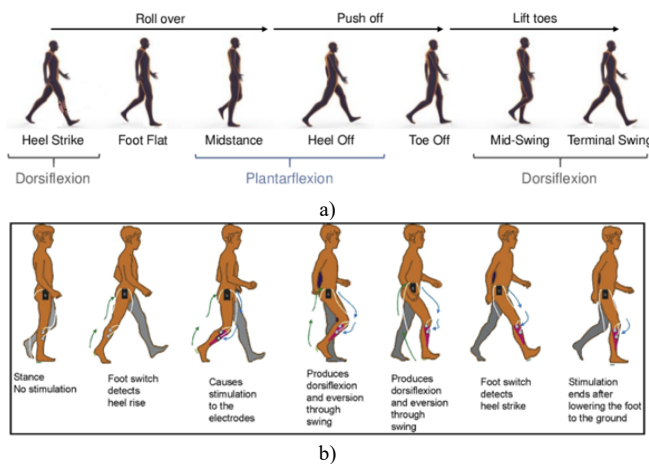 Roll over Push off Lift toes
Heel Strike Foot Flat Midstance Heel Off Toe Off Mid-Swing Terminal Swing
Dorsiflexion Plantarflexion Dorsiflexion
a)
Stance
No stimulation
Foot switch
detects
heel rise
Causes
stimulation
to the
electrodes
Produces
dorsiflexion
and eversion
through
swing
Produces
dorsiflexion
and eversion
through
swing
Foot switch
detects
heel strike
Stimulation
ends after
lowering the foot
to the ground
b)